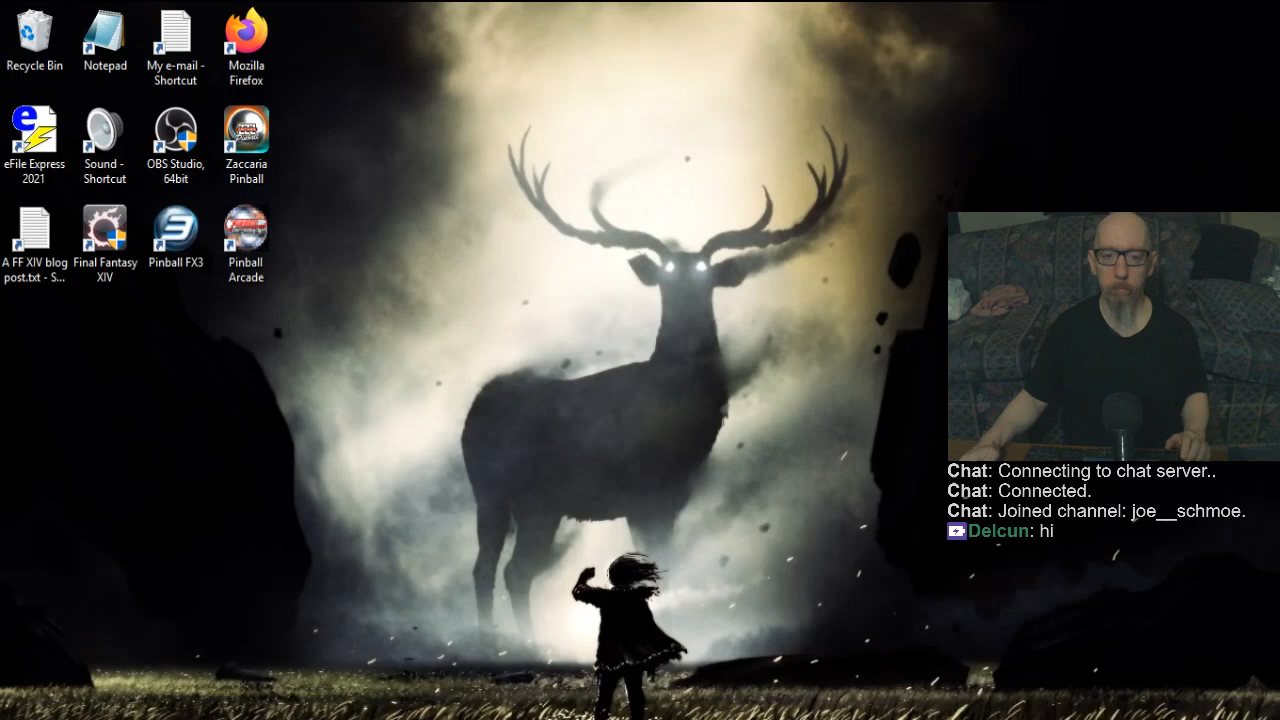 Recycle Bin
Notepad
My e-mail -
Shortcut
Mozilla
Firefox
eFile Express
2021
Sound -
Shortcut
OBS Studio,
64bit
Zaccaria
Pinball
A FF XIV blog
post.txt - S...
Final Fantasy
XIV
Pinball FX3
Pinball
Arcade
Chat: Connecting to chat server..
Chat: Connected.
Chat: Joined channel: joe__schmoe.
Delcun: hi